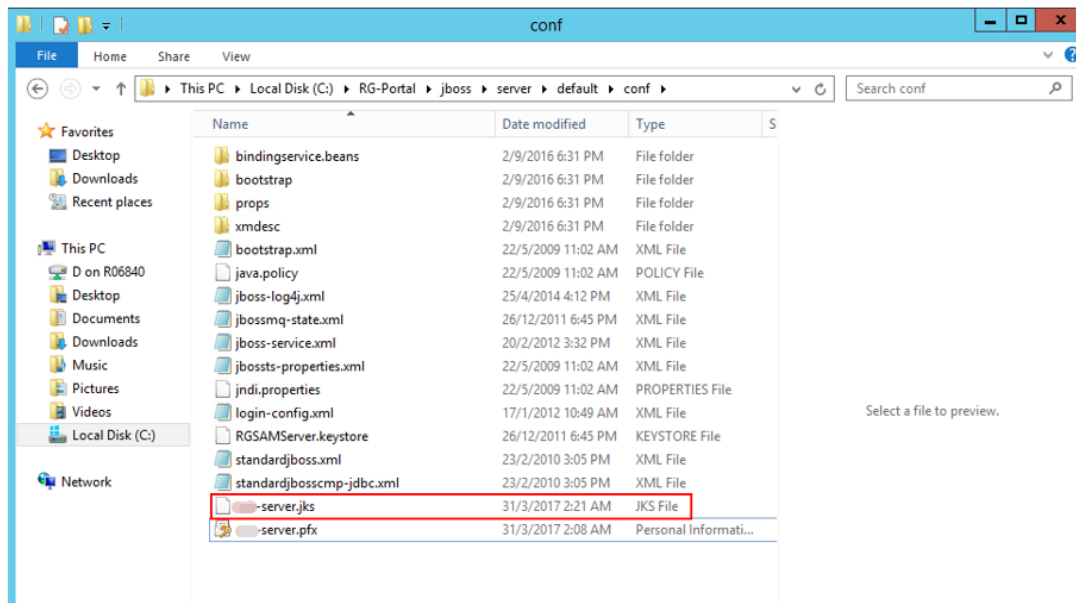 conf
File Home Share View
This PC Local Disk (C:) RG-Portal jboss server default conf
Search conf
Favorites
Desktop
Downloads
Recent places
This PC
D on R06840
Desktop
Documents
Downloads
Music
Pictures
Videos
Local Disk (C:)
Network
Name Date modified Type S
bindingservice.beans 2/9/2016 6:31 PM File folder
bootstrap 2/9/2016 6:31 PM File folder
props 2/9/2016 6:31 PM File folder
xmdesc 2/9/2016 6:31 PM File folder
bootstrap.xml 22/5/2009 11:02 AM XML File
java.policy 22/5/2009 11:02 AM POLICY File
jboss-log4j.xml 25/4/2014 4:12 PM XML File
jbossmq-state.xml 26/12/2011 6:45 PM XML File
jboss-service.xml 20/2/2012 3:32 PM XML File
jbossts-properties.xml 22/5/2009 11:02 AM XML File
jndi.properties 22/5/2009 11:02 AM PROPERTIES File
login-config.xml 17/1/2012 10:49 AM XML File
RGSAMServer.keystore 26/12/2011 6:45 PM KEYSTORE File
standardjboss.xml 23/2/2010 3:05 PM XML File
standardjbosscmp-jdbc.xml 23/2/2010 3:05 PM XML File
-server.jks 31/3/2017 2:21 AM JKS File
-server.pfx 31/3/2017 2:08 AM Personal Informati...
Select a file to preview.